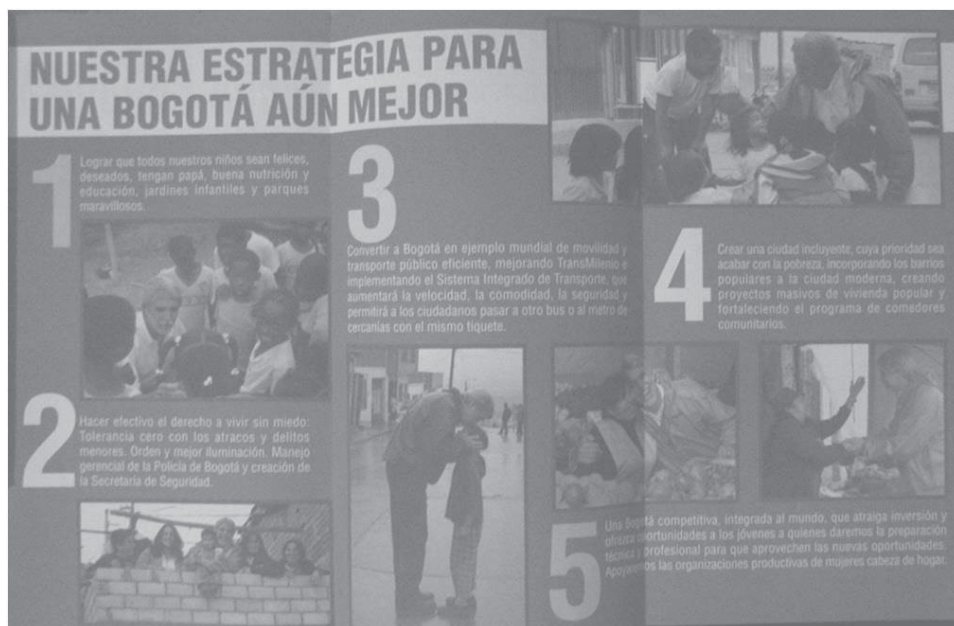 NUESTRA ESTRATEGIA PARA
UNA BOGOTÁ AÚN MEJOR
1
Lograr que todos nuestros niños sean felices,
deseados, tengan papá, buena nutrición y
educación, jardines infantiles y parques
maravillosos.
2
Hacer efectivo el derecho a vivir sin miedo:
Tolerancia cero con los atracos y delitos
menores. Orden y mejor iluminación. Manejo
gerencial de la Policía de Bogotá y creación de
la Secretaría de Seguridad.
3
Convertir a Bogotá en ejemplo mundial de movilidad y
transporte público eficiente, mejorando TransMilenio e
implementando el Sistema Integrado de Transporte, que
aumentará la velocidad, la comodidad, la seguridad y
permitirá a los ciudadanos pasar a otro bus o al metro de
cercanías con el mismo tiquete.
4
Crear una ciudad incluyente, cuya prioridad sea
acabar con la pobreza, incorporando los barrios
populares a la ciudad moderna, creando
proyectos masivos de vivienda popular y
fortaleciendo el programa de comedores
comunitarios.
5
Una Bogotá competitiva, integrada al mundo, que atraiga inversión y
ofrezca oportunidades a los jóvenes a quienes daremos la preparación
técnica y profesional para que aprovechen las nuevas oportunidades.
Apoyaremos las organizaciones productivas de mujeres cabeza de hogar.